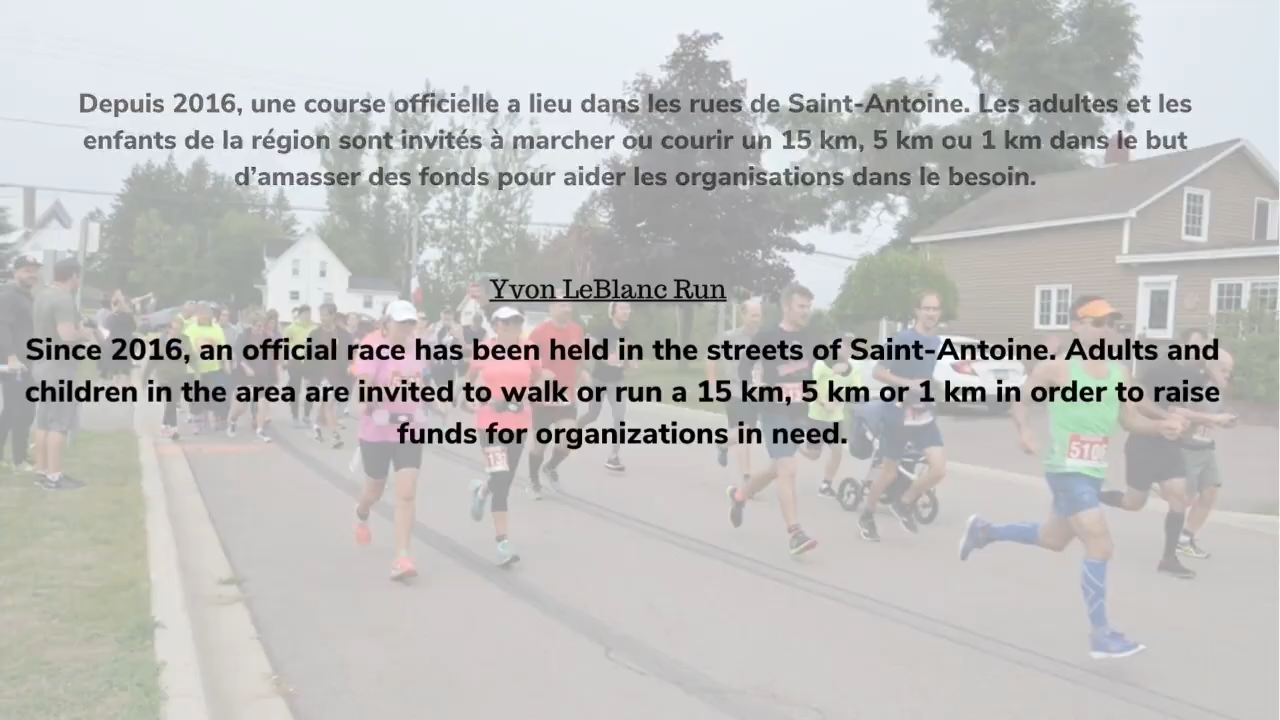 Depuis 2016, une course officielle a lieu dans les rues de Saint-Antoine. Les adultes et les
enfants de la région sont invités à marcher ou courir un 15 km, 5 km ou 1 km dans le but
d’amasser des fonds pour aider les organisations dans le besoin.
Yvon LeBlanc Run
Since 2016, an official race has been held in the streets of Saint-Antoine. Adults and
children in the area are invited to walk or run a 15 km, 5 km or 1 km in order to raise
funds for organizations in need.